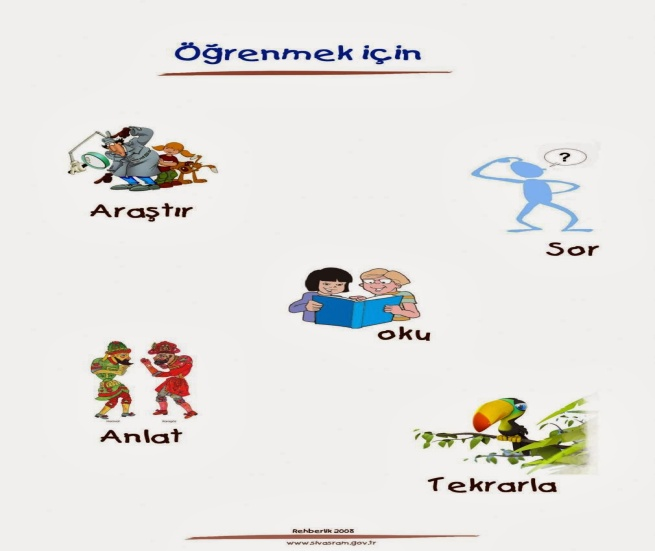 Öğrenmek için
Araştır
?
Sor
oku
Anlat
Tekrarla
Rehberlik 2008
www.sivasram.gov.tr